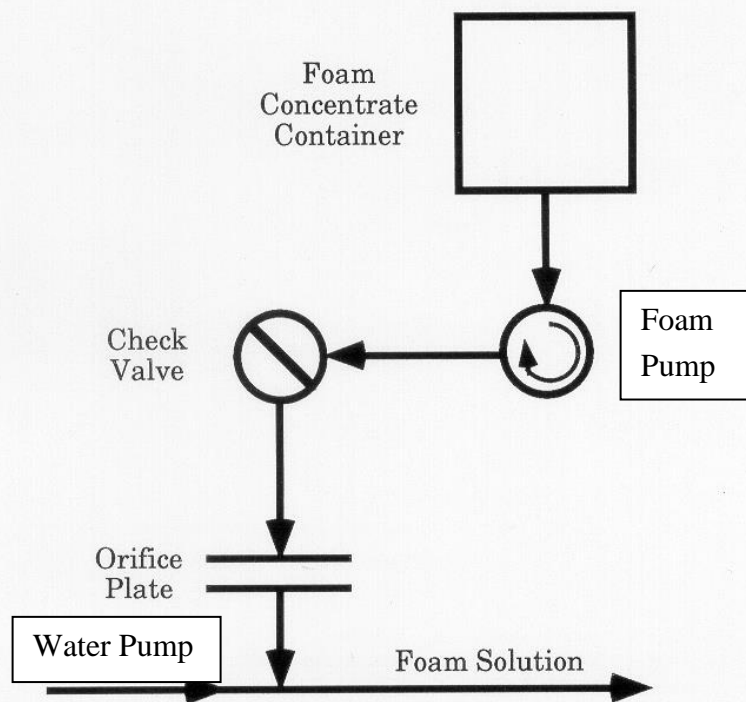 Foam
Concentrate
Container
Foam
Pump
Check
Valve
Orifice
Plate
Water Pump
Foam Solution